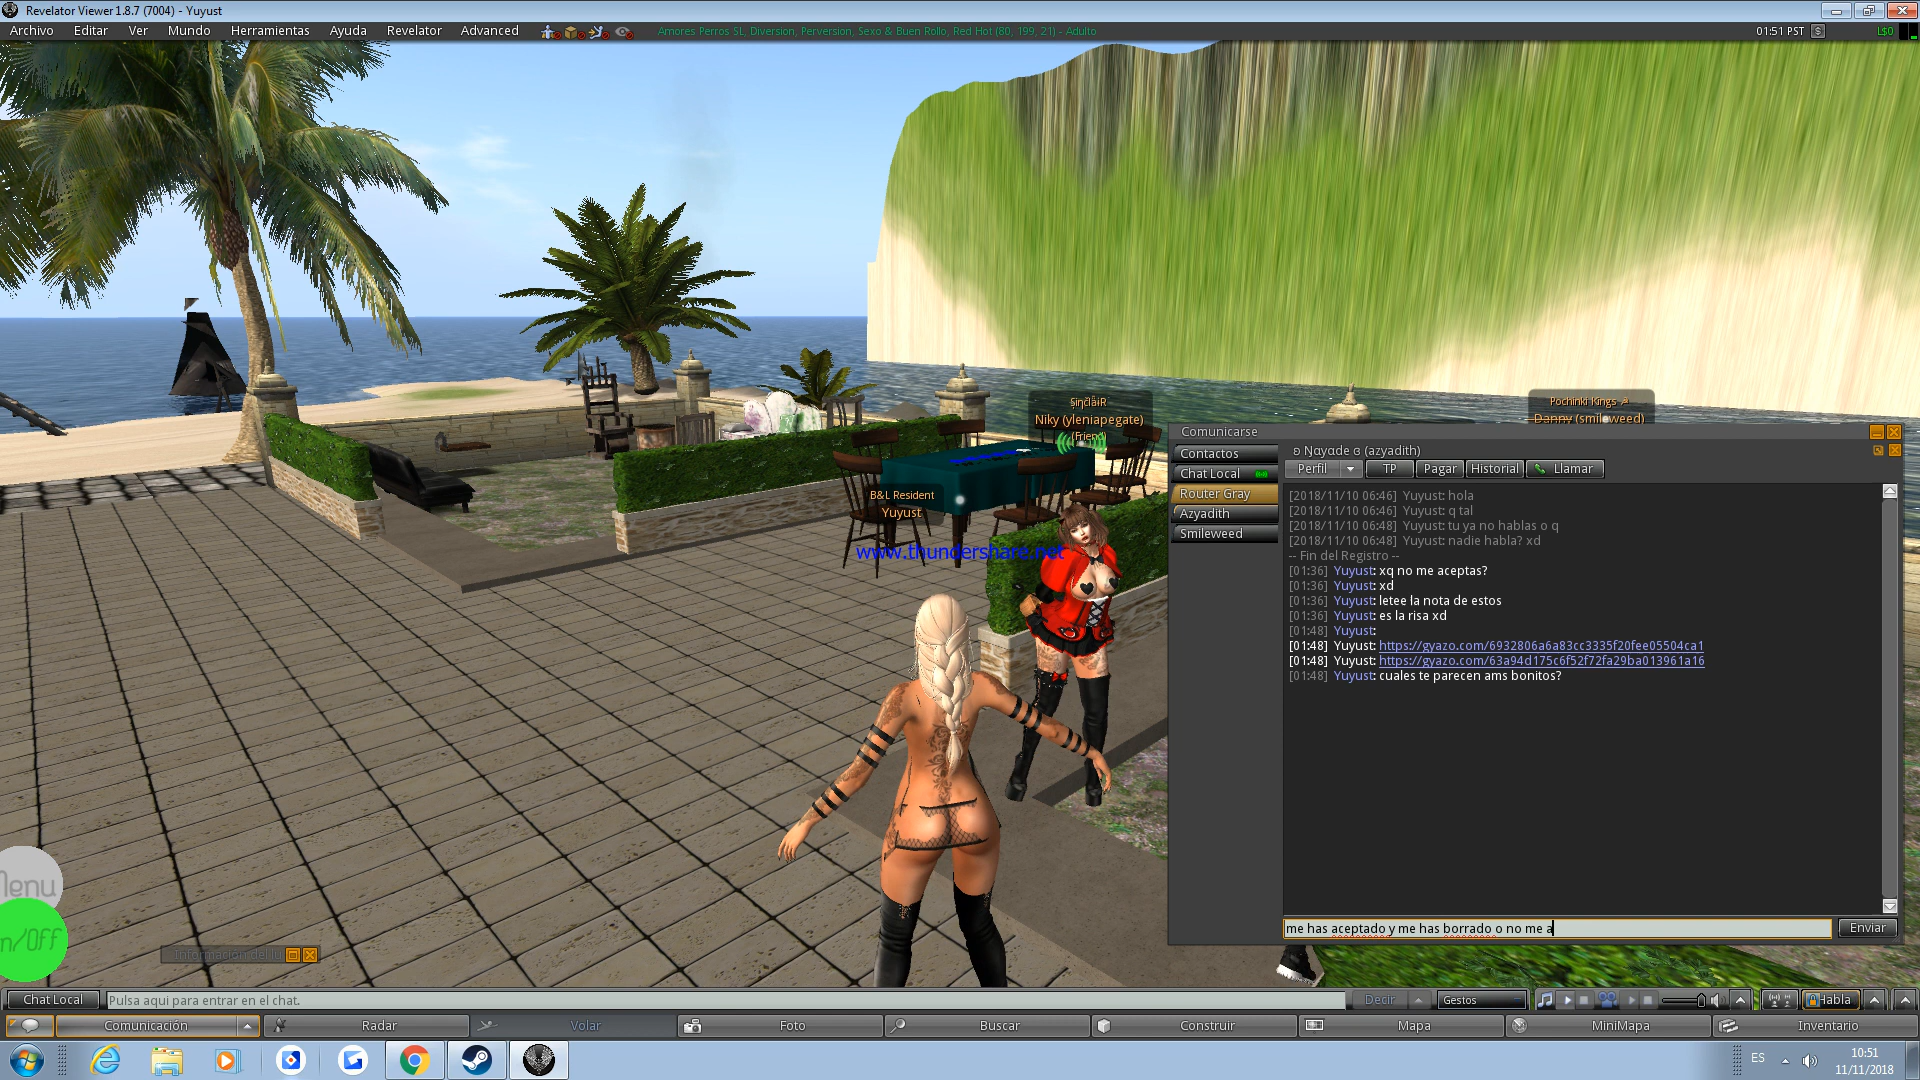 Revelator Viewer 1.8.7 (7004) - Yuyust
Archivo Editar Ver Mundo Herramientas Ayuda Revelator Advanced
Amores Perros SL, Diversion, Perversion, Sexo & Buen Rollo, Red Hot (80, 199, 21) - Adulto
01:51 PST
L$0
Niky (yleniapegate)
(Friend)
Pochinki Kings
Danny (smileweed)
B&L Resident
Yuyust
www.thundershare.net
Comunicarse
Contactos
Chat Local
Router Gray
Azyadith
Smileweed
(azyadith)
Perfil TP Pagar Historial Llamar
[2018/11/10 06:46] Yuyust: hola
[2018/11/10 06:46] Yuyust: q tal
[2018/11/10 06:48] Yuyust: tu ya no hablas o q
[2018/11/10 06:48] Yuyust: nadie habla? xd
-- Fin del Registro --
[01:36] Yuyust: xq no me aceptas?
[01:36] Yuyust: xd
[01:36] Yuyust: letee la nota de estos
[01:36] Yuyust: es la risa xd
[01:48] Yuyust:
[01:48] Yuyust: https://gyazo.com/6932806a6a83cc3335f20fee05504ca1
[01:48] Yuyust: https://gyazo.com/63a94d175c6f52f72fa29ba013961a16
[01:48] Yuyust: cuales te parecen ams bonitos?
me has aceptado y me has borrado o no me a
Enviar
Menu
n/OFF
Chat Local Pulsa aqui para entrar en el chat. Decir Gestos Habla
Comunicación Radar Volar Foto Buscar Construir Mapa MiniMapa Inventario
ES
10:51
11/11/2018